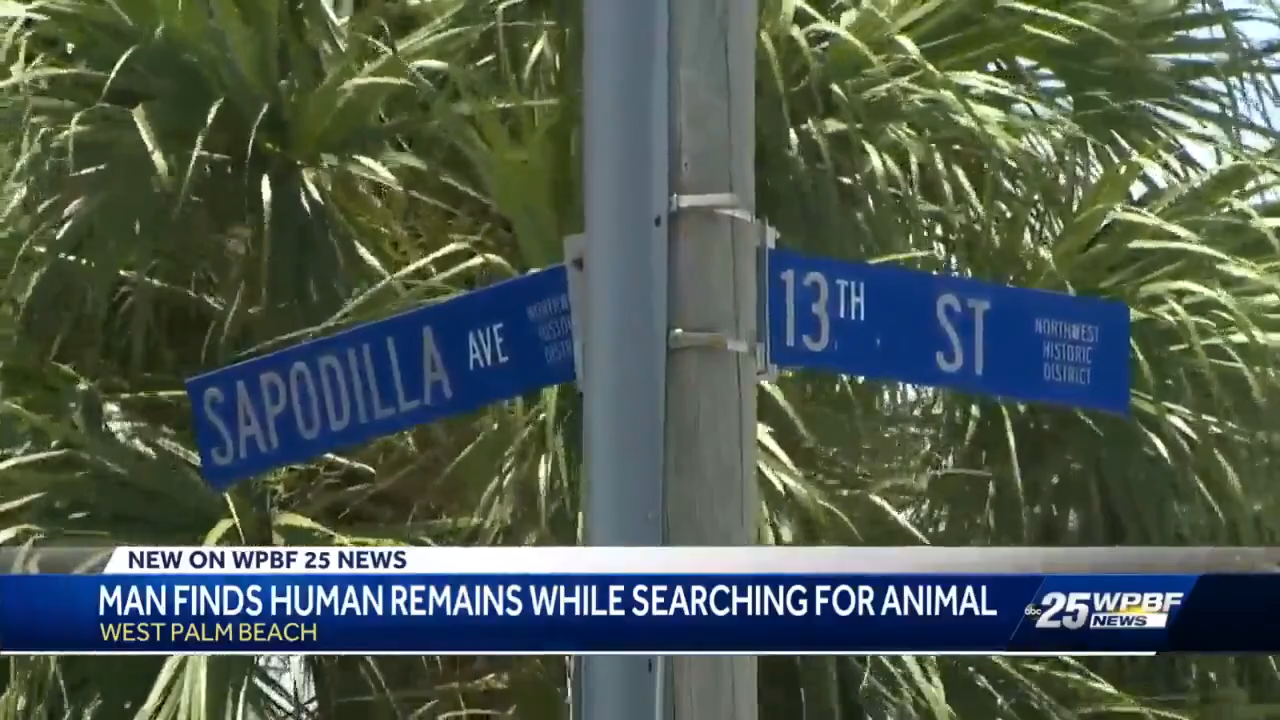 SAPODILLA AVE
13TH ST
NORTHWEST
HISTORIC
DISTRICT
NEW ON WPBF 25 NEWS
MAN FINDS HUMAN REMAINS WHILE SEARCHING FOR ANIMAL
WEST PALM BEACH
abc 25 WPBF
NEWS